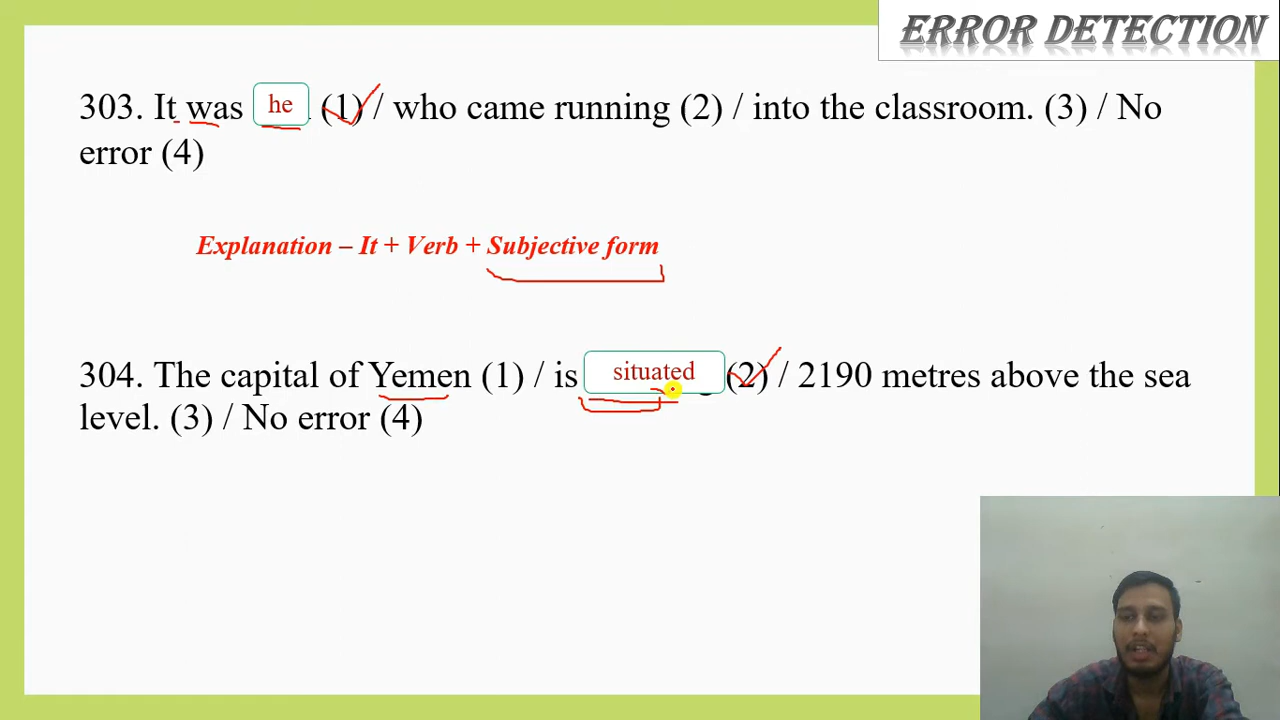 ERROR DETECTION
303. It was he (1) / who came running (2) / into the classroom. (3) / No
error (4)
Explanation – It + Verb + Subjective form
304. The capital of Yemen (1) / is situated (2) / 2190 metres above the sea
level. (3) / No error (4)